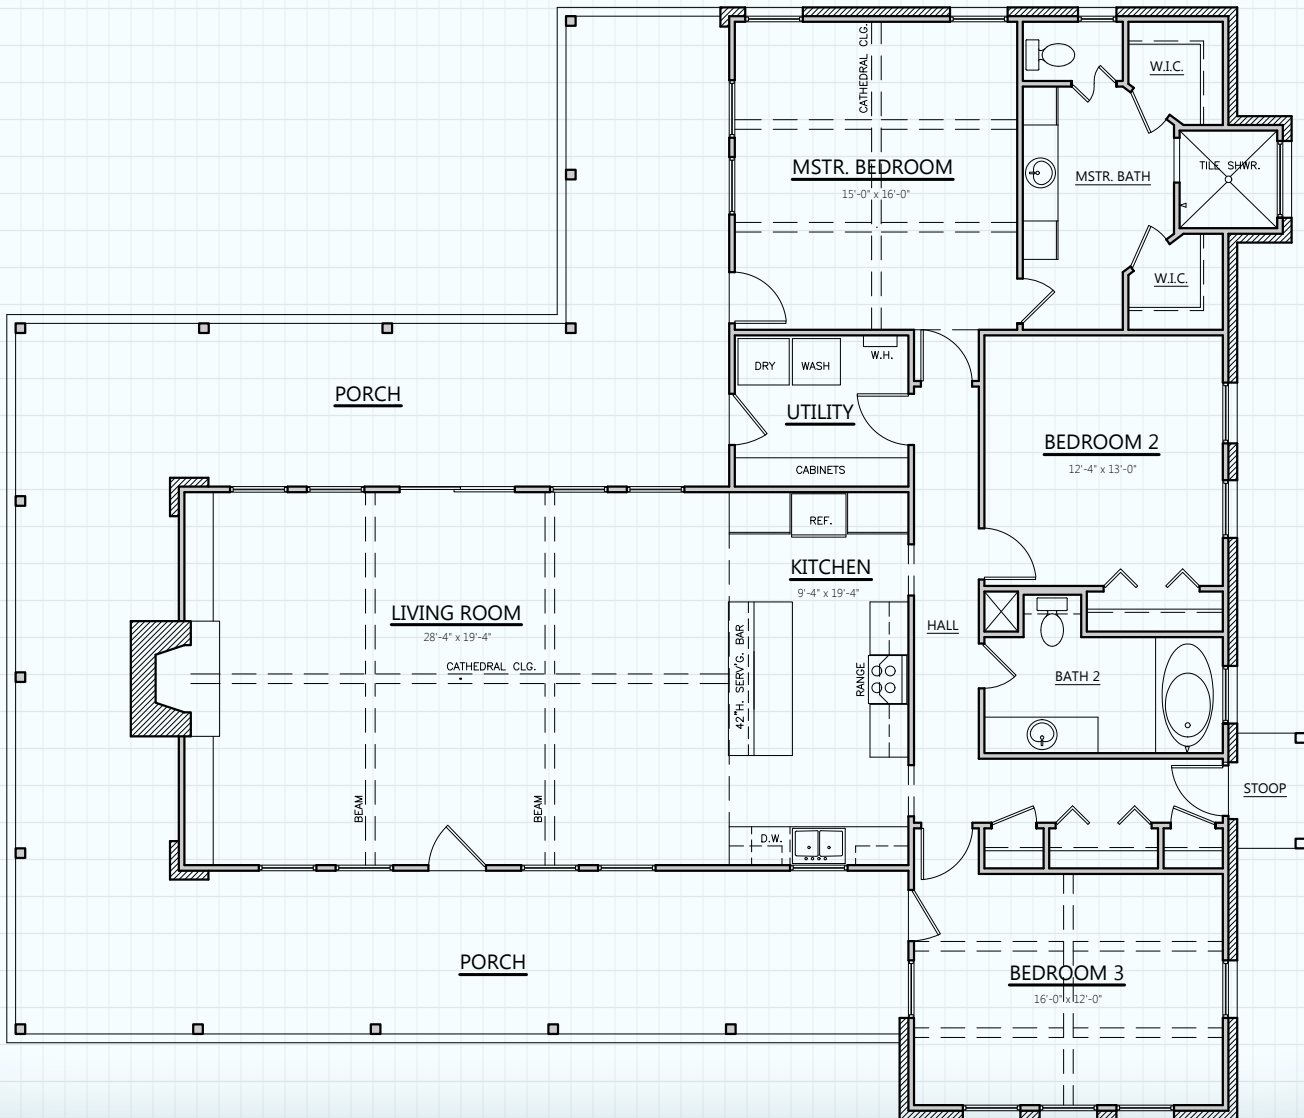 CATHEDRAL CLG.
W.I.C.
MSTR. BEDROOM
15'-0" x 16'-0"
MSTR. BATH
TILE SHWR.
W.I.C.
W.H.
DRY
WASH
PORCH
UTILITY
CABINETS
BEDROOM 2
12'-4" x 13'-0"
REF.
KITCHEN
9'-4" x 19'-4"
LIVING ROOM
28'-4" x 19'-4"
CATHEDRAL CLG.
42"H. SERV'G. BAR
RANGE
HALL
BATH 2
BEAM
BEAM
D.W.
STOOP
PORCH
BEDROOM 3
16'-0" x 12'-0"